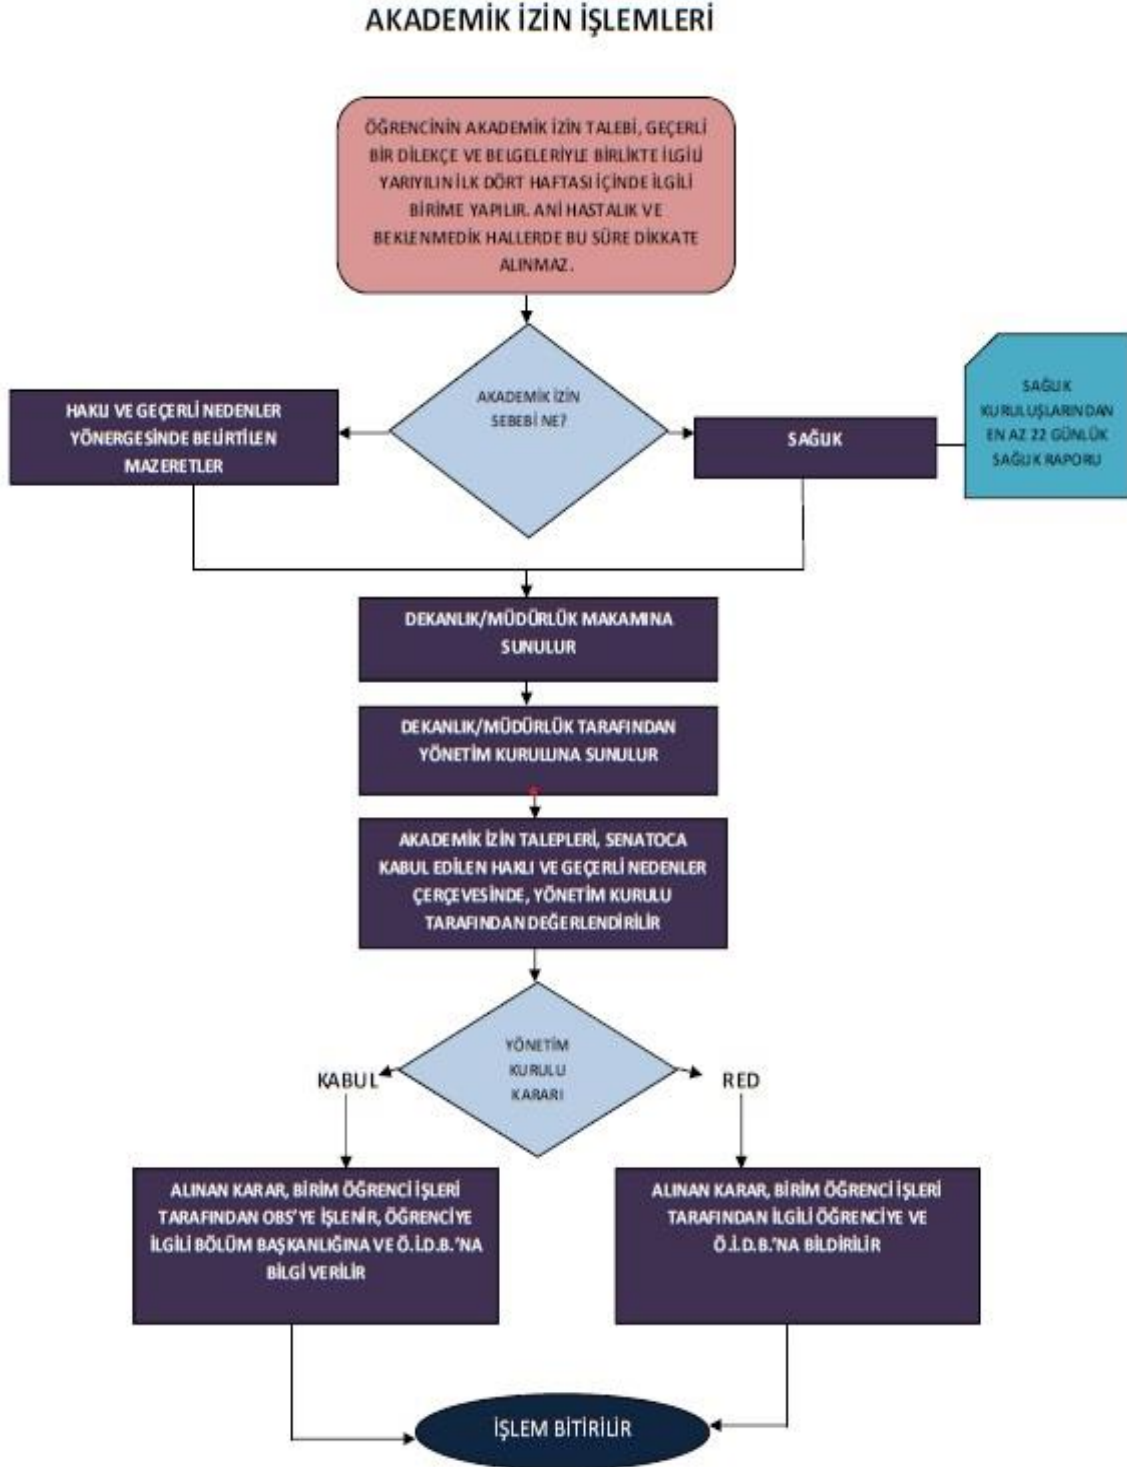 AKADEMİK İZİN İŞLEMLERİ
ÖĞRENCİNİN AKADEMİK İZİN TALEBİ, GEÇERLİ
BİR DİLEKÇE VE BELGELERİYLE BİRLİKTE İLGİLİ
YARIYILIN İLK DÖRT HAFTASI İÇİNDE İLGİLİ
BİRİME YAPILIR. ANİ HASTALIK VE
BEKLENMEDİK HALLERDE BU SÜRE DİKKATE
ALINMAZ.
AKADEMİK İZİN
SEBEBİ NE?
HAKLI VE GEÇERLİ NEDENLER
YÖNERGESİNDE BELİRTİLEN
MAZERETLER
SAĞLIK
SAĞLIK
KURULUŞLARINDAN
EN AZ 22 GÜNLÜK
SAĞLIK RAPORU
DEKANLIK/MÜDÜRLÜK MAKAMINA
SUNULUR
DEKANLIK/MÜDÜRLÜK TARAFINDAN
YÖNETİM KURULUNA SUNULUR
AKADEMİK İZİN TALEPLERİ, SENATOCA
KABUL EDİLEN HAKLI VE GEÇERLİ NEDENLER
ÇERÇEVESİNDE, YÖNETİM KURULU
TARAFINDAN DEĞERLENDİRİLİR
YÖNETİM
KURULU
KARARI
KABUL
RED
ALINAN KARAR, BİRİM ÖĞRENCİ İŞLERİ
TARAFINDAN OBS'YE İŞLENİR, ÖĞRENCİYE
İLGİLİ BÖLÜM BAŞKANLIĞINA VE Ö.İ.D.B.'NA
BİLGİ VERİLİR
ALINAN KARAR, BİRİM ÖĞRENCİ İŞLERİ
TARAFINDAN İLGİLİ ÖĞRENCİYE VE
Ö.İ.D.B.'NA BİLDİRİLİR
İŞLEM BİTİRİLİR